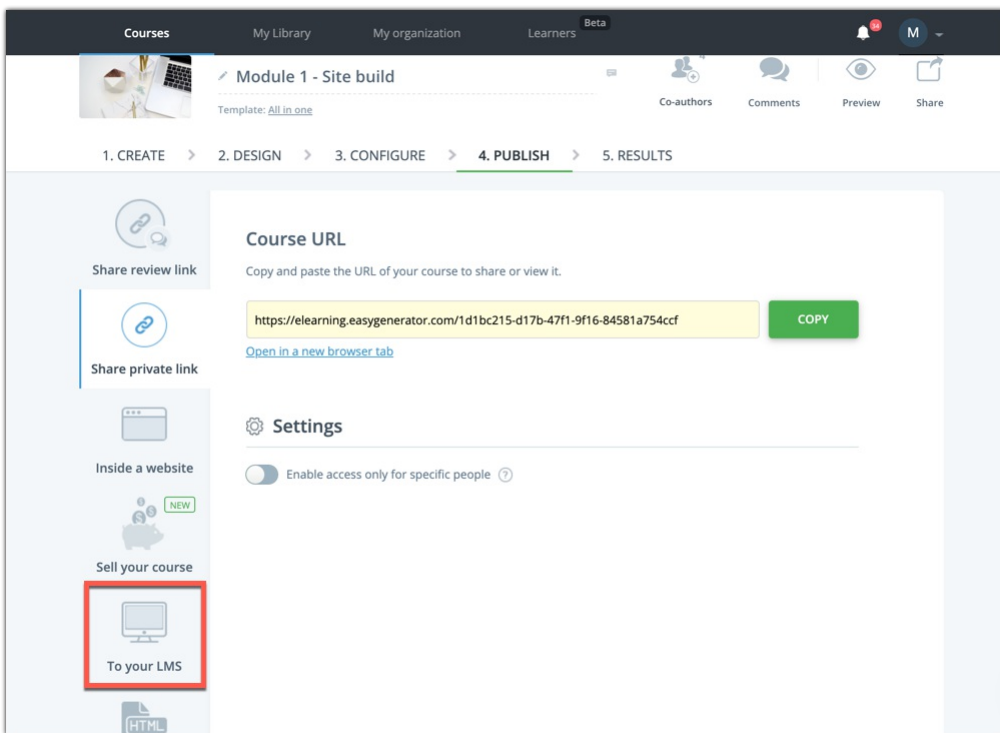 Beta
Courses My Library My organization Learners 34 M
Module 1 - Site build
Template: All in one
4
Co-authors Comments Preview Share
1. CREATE > 2. DESIGN > 3. CONFIGURE > 4. PUBLISH > 5. RESULTS
Share review link
Share private link
Inside a website
NEW
Sell your course
To your LMS
HTML
Course URL
Copy and paste the URL of your course to share or view it.
https://elearning.easygenerator.com/1d1bc215-d17b-47f1-9f16-84581a754ccf COPY
Open in a new browser tab
Settings
Enable access only for specific people ?